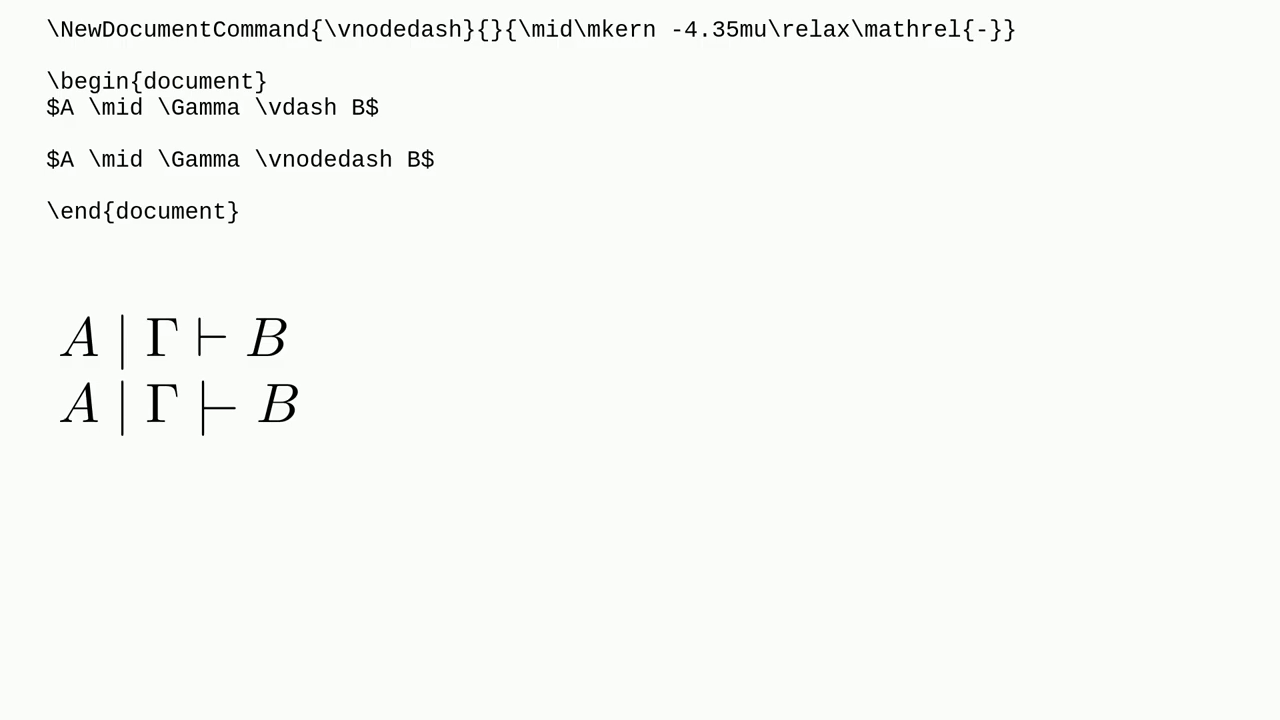 \NewDocumentCommand{\vnodedash}{}{\mid\mkern -4.35mu\relax\mathrel{-}}
\begin{document}
$A \mid \Gamma \vdash B$
$A \mid \Gamma \vnodedash B$
\end{document}
A | Γ ⊢ B
A | Γ |− B